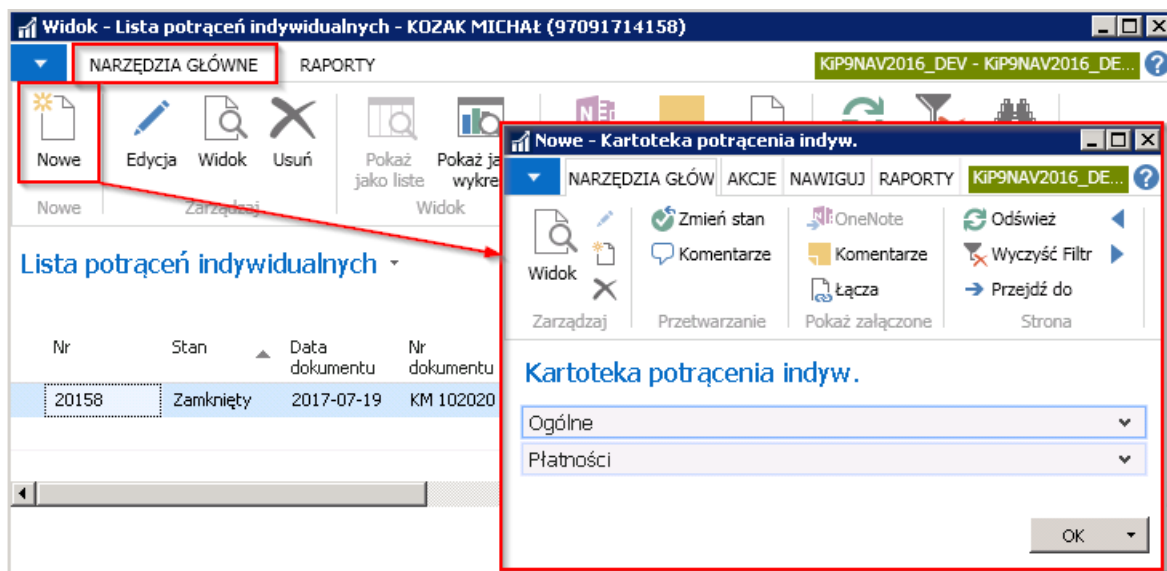 Widok - Lista potrąceń indywidualnych - KOZAK MICHAŁ (97091714158)
NARZĘDZIA GŁÓWNE RAPORTY KiP9NAV2016_DEV - KiP9NAV2016_DE... ?
Nowe Edycja Widok Usuń Pokaż jako liste Pokaż ja wykre
Nowe Zarządzaj Widok
Lista potrąceń indywidualnych
Nr Stan Data dokumentu Nr dokumentu
20158 Zamknięty 2017-07-19 KM 102020
Nowe - Kartoteka potrącenia indyw.
NARZĘDZIA GŁÓW AKCJE NAWIGUJ RAPORTY KiP9NAV2016_DE... ?
Widok
Zmień stan OneNote Odśwież
Komentarze Komentarze Wyczyść Filtr
Łącza Przejdź do
Zarządzaj Przetwarzanie Pokaż załączone Strona
Kartoteka potrącenia indyw.
Ogólne
Płatności
OK